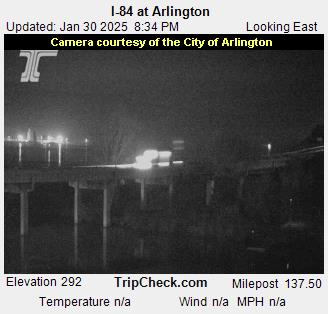 I-84 at Arlington
Updated: Jan 30 2025 8:34 PM Looking East
Camera courtesy of the City of Arlington
Elevation 292 TripCheck.com Milepost 137.50
Temperature n/a Wind n/a MPH n/a